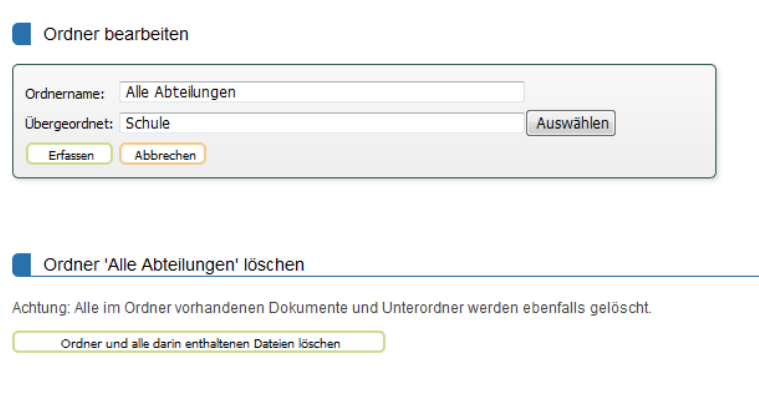 Ordner bearbeiten
Ordnername: Alle Abteilungen
Übergeordnet: Schule Auswählen
Erfassen Abbrechen
Ordner 'Alle Abteilungen' löschen
Achtung: Alle im Ordner vorhandenen Dokumente und Unterordner werden ebenfalls gelöscht.
Ordner und alle darin enthaltenen Dateien löschen